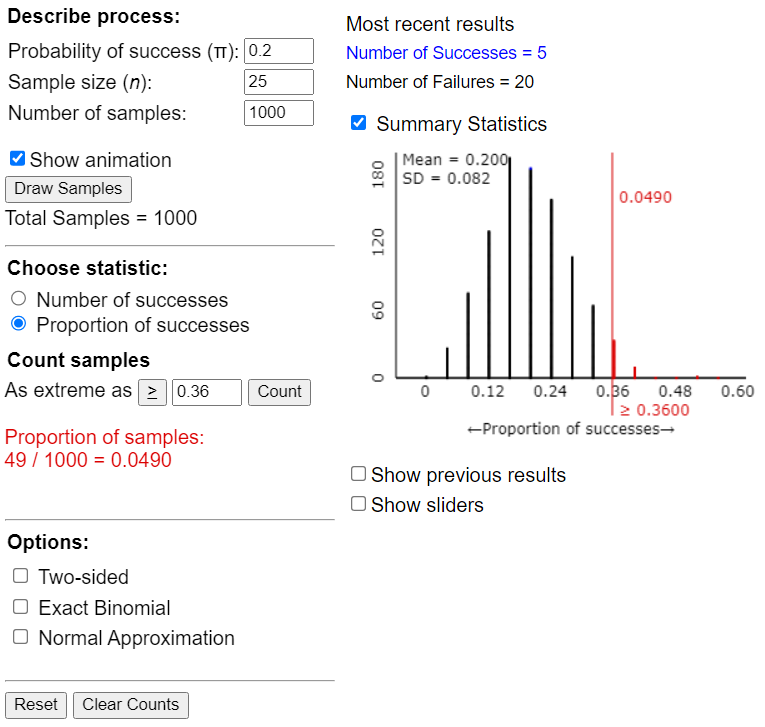 Describe process:
Probability of success (π): 0.2
Sample size (n): 25
Number of samples: 1000
Show animation
Draw Samples
Total Samples = 1000
Choose statistic:
Number of successes
Proportion of successes
Count samples
As extreme as ≥ 0.36 Count
Proportion of samples:
49 / 1000 = 0.0490
Options:
Two-sided
Exact Binomial
Normal Approximation
Reset Clear Counts
Most recent results
Number of Successes = 5
Number of Failures = 20
Summary Statistics
Mean = 0.200
SD = 0.082
0.0490
180
120
60
0
0 0.12 0.24 0.36 0.48 0.60
≥ 0.3600
←Proportion of successes→
Show previous results
Show sliders